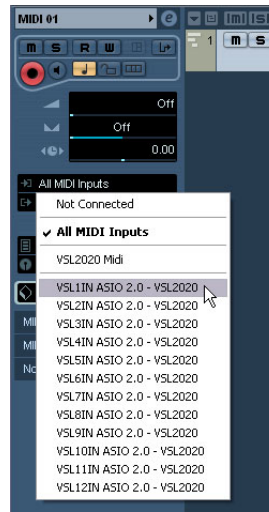 MIDI 01
e
M S R W
1 M S
Off
Off
0.00
All MIDI Inputs
Not Connected
All MIDI Inputs
VSL2020 Midi
VSL1IN ASIO 2.0 - VSL2020
VSL2IN ASIO 2.0 - VSL2020
VSL3IN ASIO 2.0 - VSL2020
VSL4IN ASIO 2.0 - VSL2020
VSL5IN ASIO 2.0 - VSL2020
VSL6IN ASIO 2.0 - VSL2020
VSL7IN ASIO 2.0 - VSL2020
VSL8IN ASIO 2.0 - VSL2020
VSL9IN ASIO 2.0 - VSL2020
VSL10IN ASIO 2.0 - VSL2020
VSL11IN ASIO 2.0 - VSL2020
VSL12IN ASIO 2.0 - VSL2020